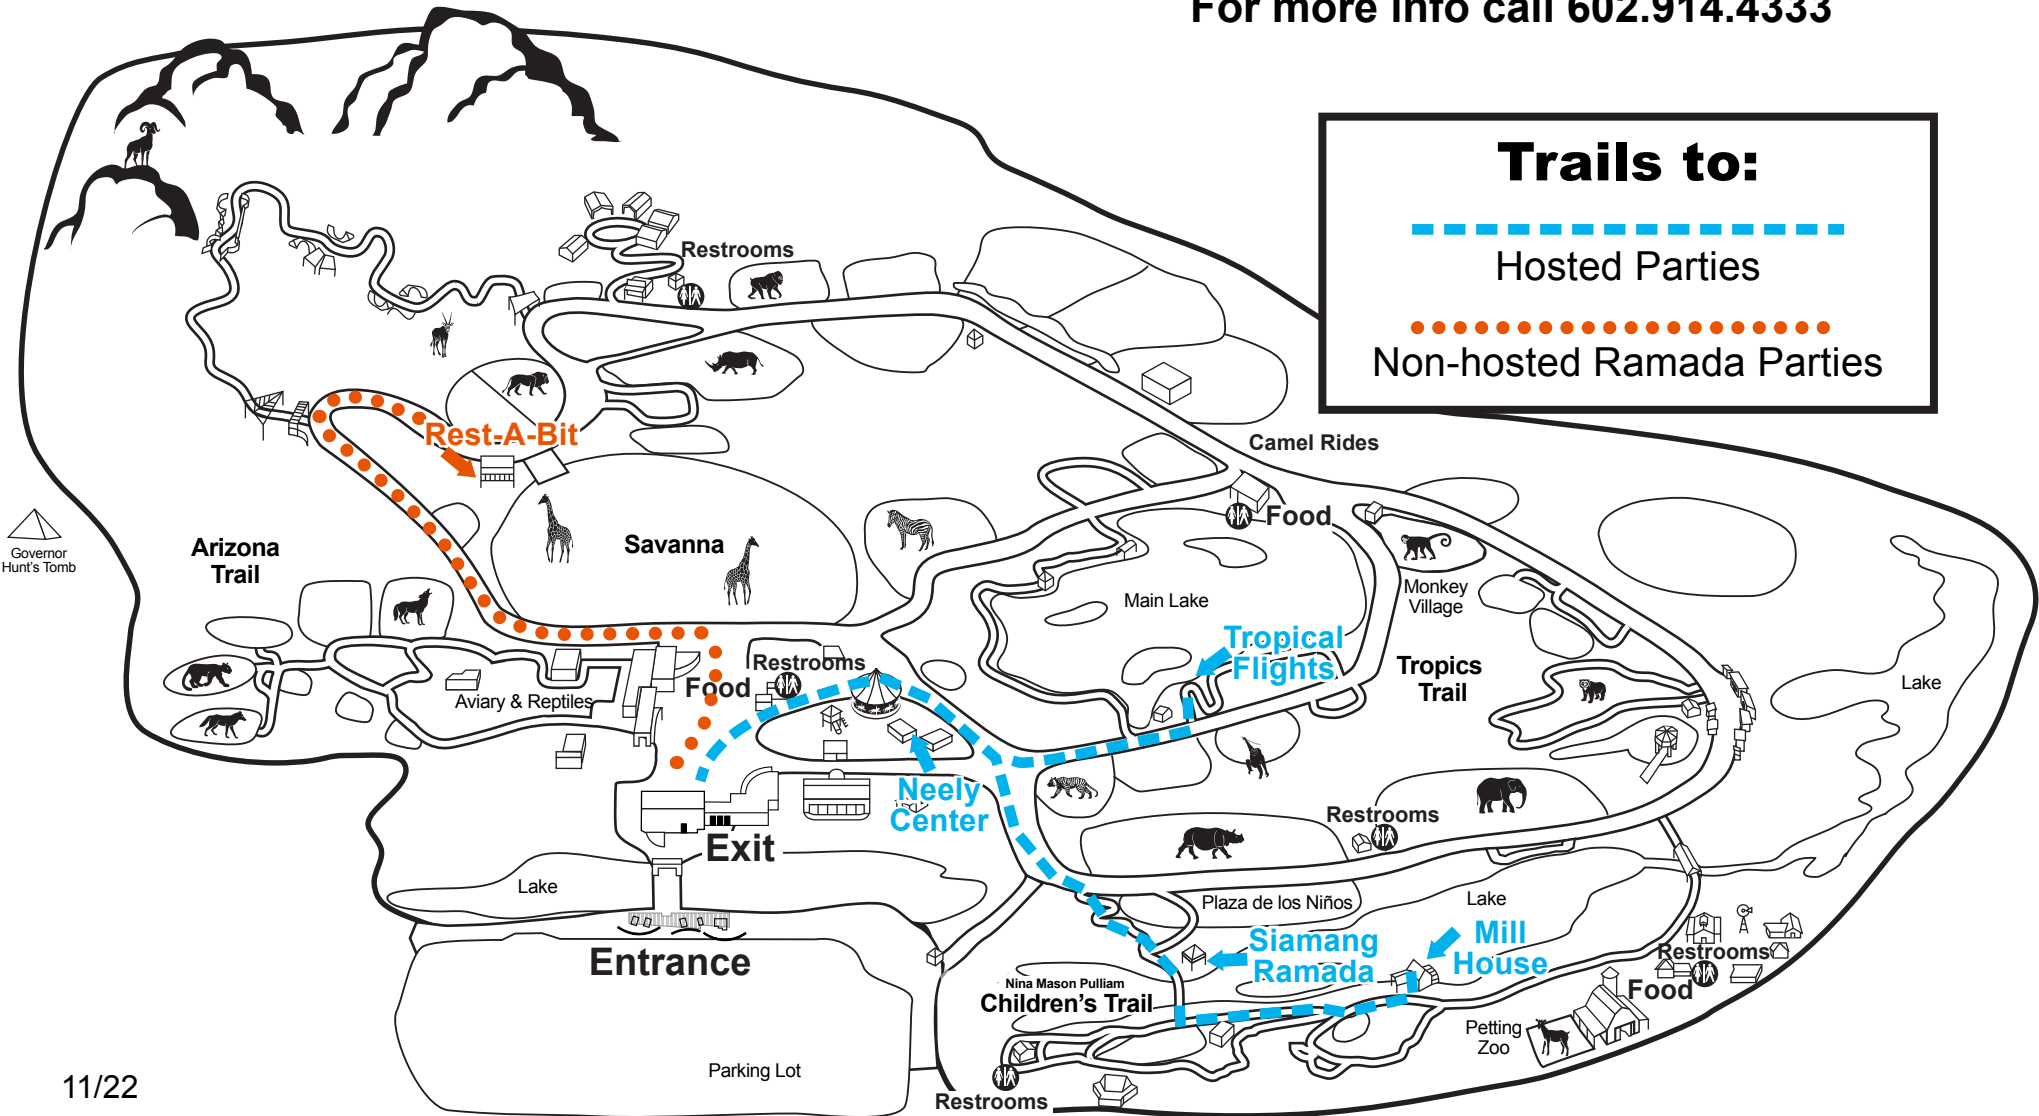 For more info call 602.914.4333
Trails to:
Hosted Parties
Non-hosted Ramada Parties
Restrooms
Rest-A-Bit
Camel Rides
Food
Governor
Hunt's Tomb
Arizona
Trail
Savanna
Monkey
Village
Main Lake
Tropical
Flights
Tropics
Trail
Lake
Restrooms
Food
Aviary & Reptiles
Neely
Center
Exit
Restrooms
Lake
Plaza de los Niños
Lake
Entrance
Siamang
Ramada
Mill
House
Restrooms
Food
Nina Mason Pulliam
Children's Trail
Petting
Zoo
Parking Lot
11/22
Restrooms